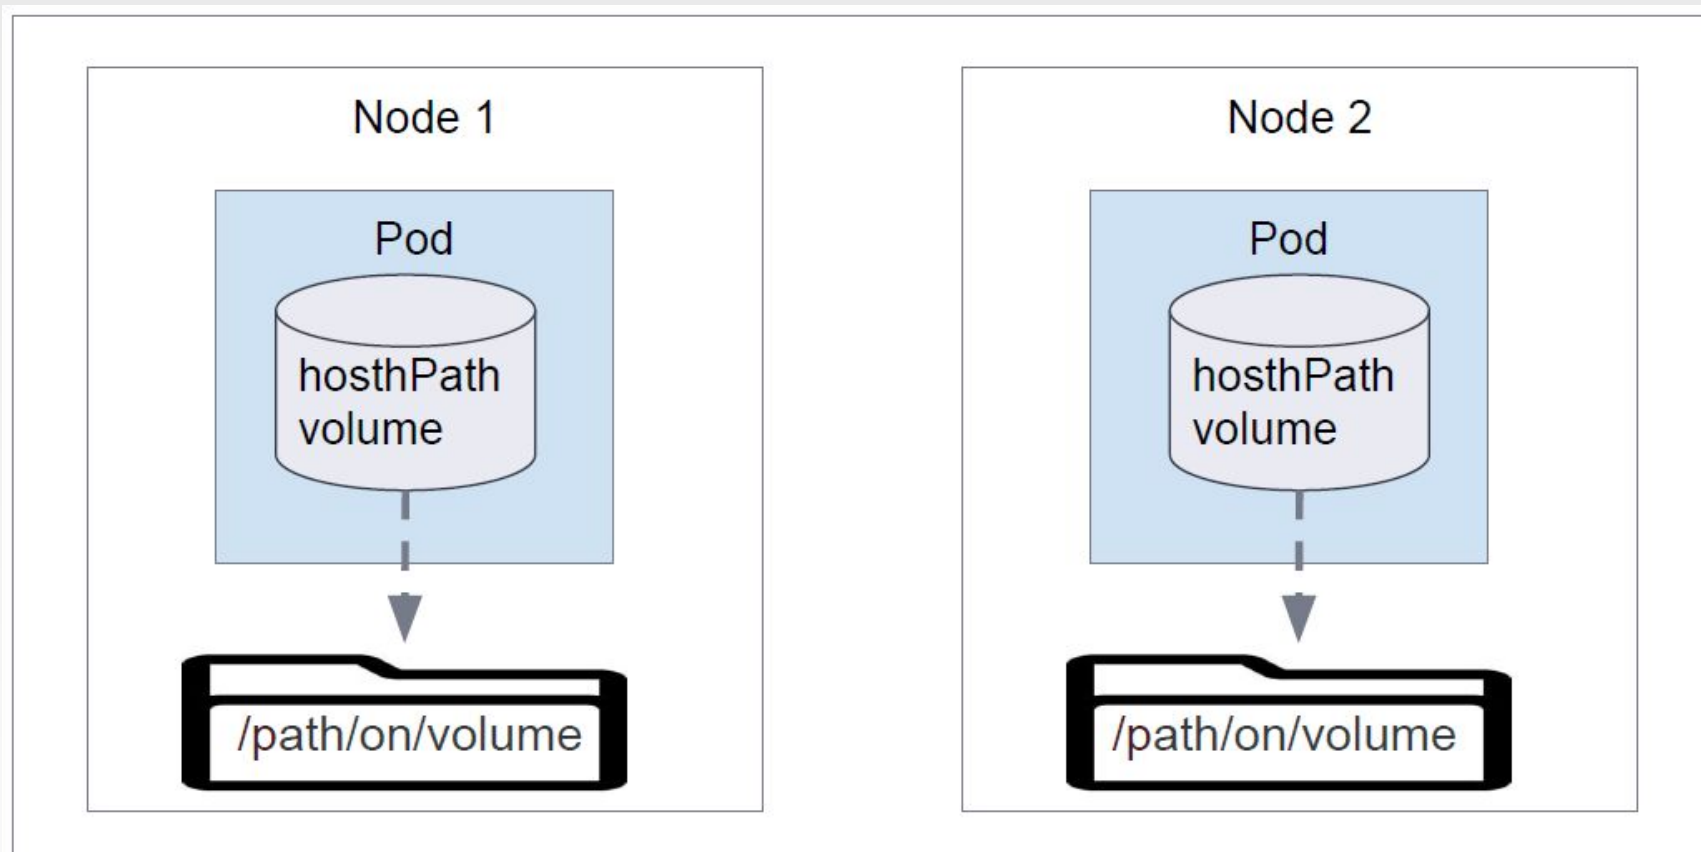 Node 1
Pod
hosthPath
volume
/path/on/volume
Node 2
Pod
hosthPath
volume
/path/on/volume